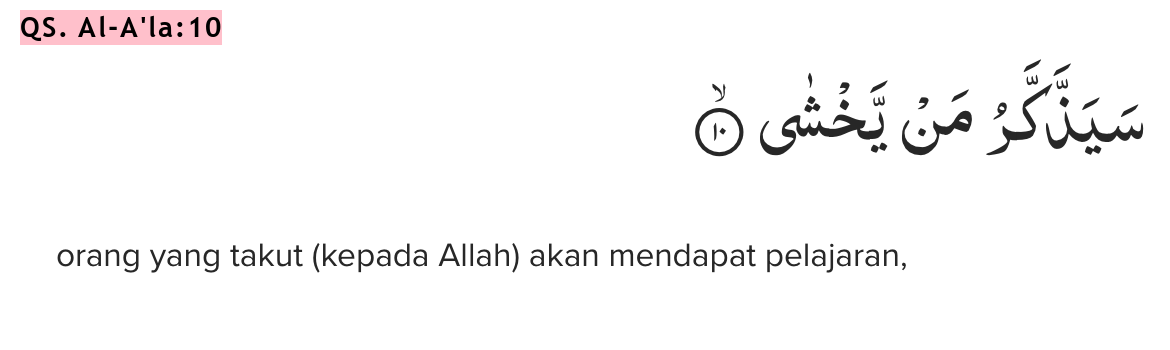 QS. Al-A'la:10
سَيَذَّكَّرُ مَنْ يَّخْشٰىۙ ١٠
orang yang takut (kepada Allah) akan mendapat pelajaran,